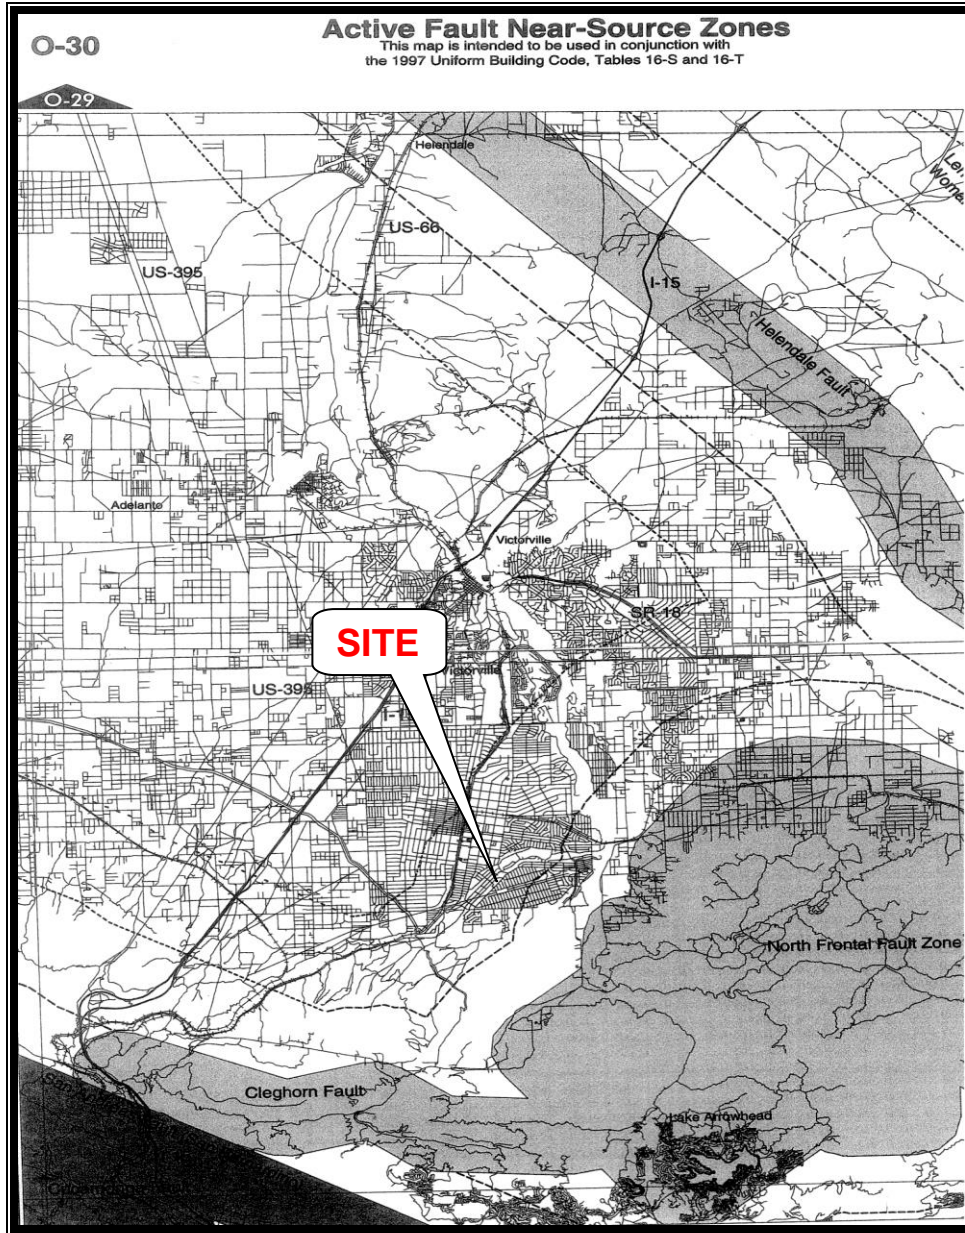 Active Fault Near-Source Zones
O-30
This map is intended to be used in conjunction with
the 1997 Uniform Building Code, Tables 16-S and 16-T
O-29
Helendale
US-66
US-395
I-15
Helendale Fault
Adelanto
Victorville
SR-18
SITE
Victorville
US-395
North Frontal Fault Zone
Cleghorn Fault
Lake Arrowhead